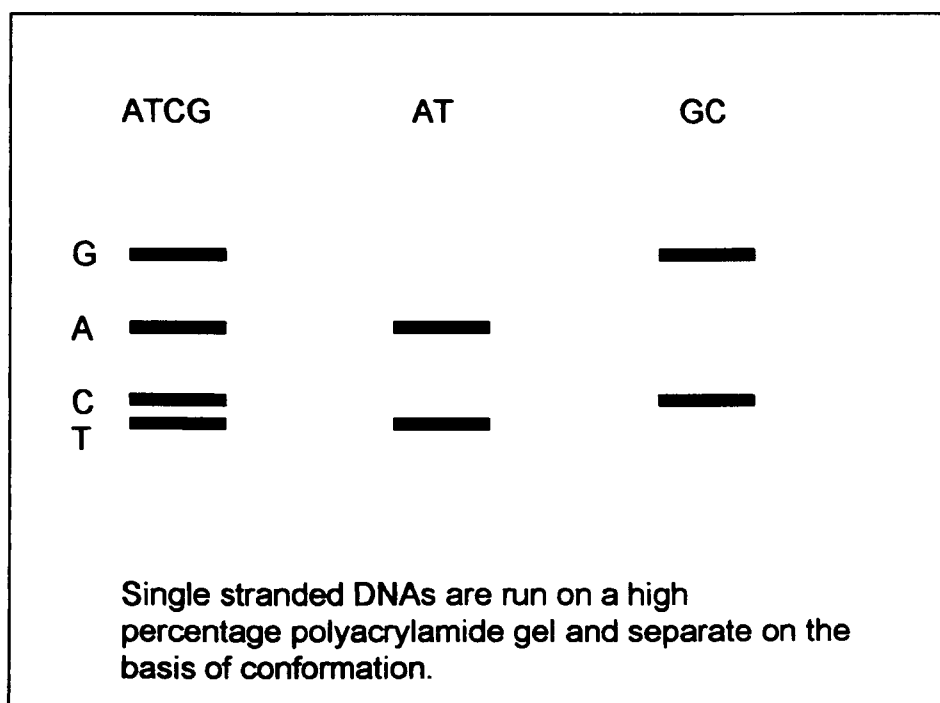 ATCG AT GC
G
A
C
T
Single stranded DNAs are run on a high
percentage polyacrylamide gel and separate on the
basis of conformation.